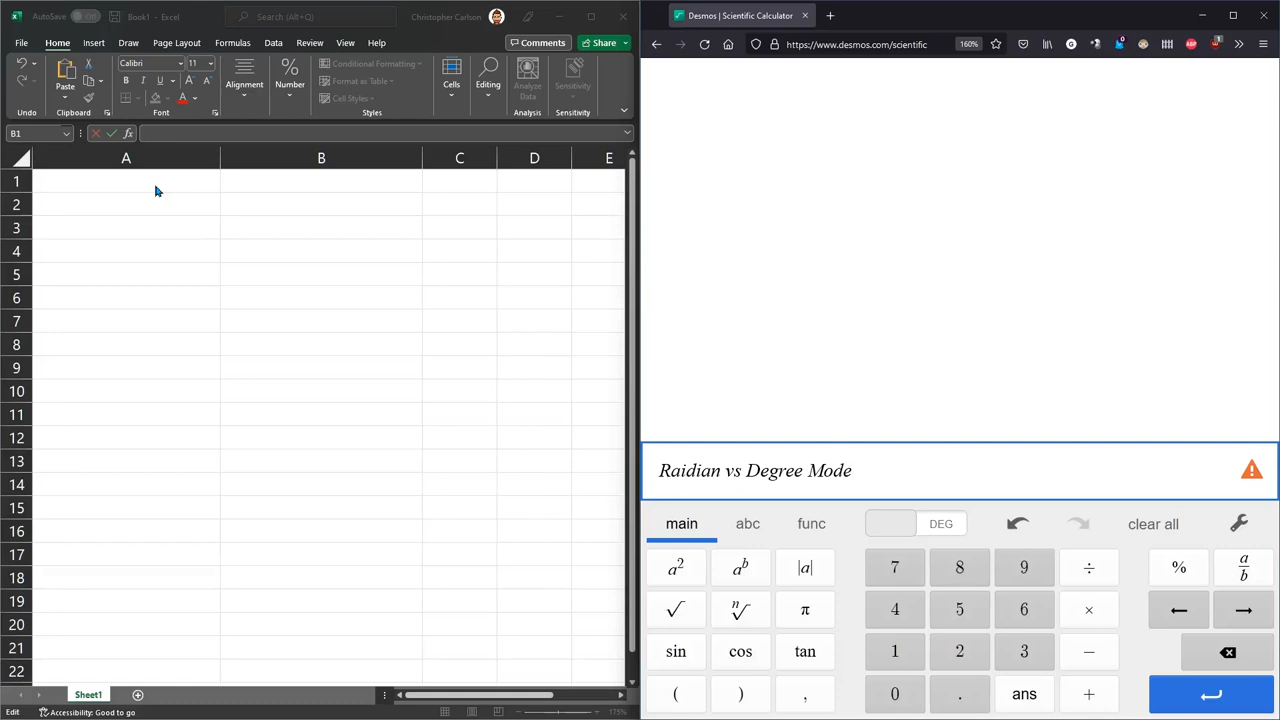 AutoSave Off Book1 - Excel Search (Alt+Q) Christopher Carlson
File Home Insert Draw Page Layout Formulas Data Review View Help Comments Share
Calibri 11
Paste B I U A A
Undo Clipboard Font
Alignment Number
Conditional Formatting
Format as Table
Cell Styles
Styles
Cells Editing
Analyze Data
Analysis
Sensitivity
Sensitivity
B1 fx
A B C D E
1
2
3
4
5
6
7
8
9
10
11
12
13
14
15
16
17
18
19
20
21
22
Sheet1
Edit Accessibility: Good to go 175%
Desmos | Scientific Calculator
https://www.desmos.com/scientific 160%
Raidian vs Degree Mode
main abc func DEG clear all
a² aᵇ |a| 7 8 9 ÷ % a/b
√ ⁿ√ π 4 5 6 × ← →
sin cos tan 1 2 3 −
( ) , 0 . ans +